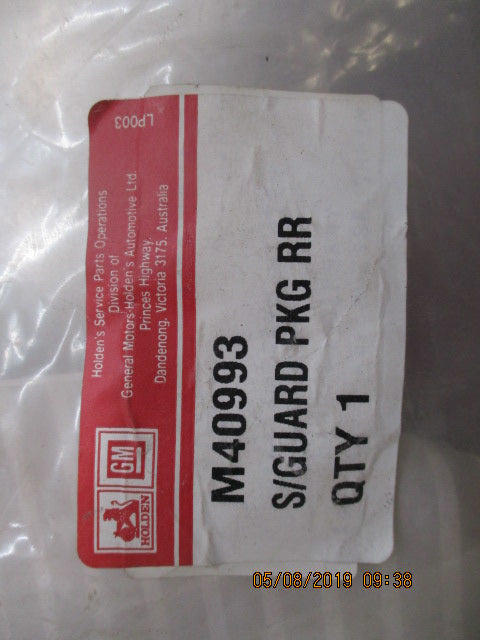 LP003
Holden's Service Parts Operations
Division of
General Motors-Holden's Automotive Ltd.
Princes Highway,
Dandenong, Victoria 3175. Australia
HOLDEN
GM
M40993
S/GUARD PKG RR
QTY 1
05/08/2019 09:38